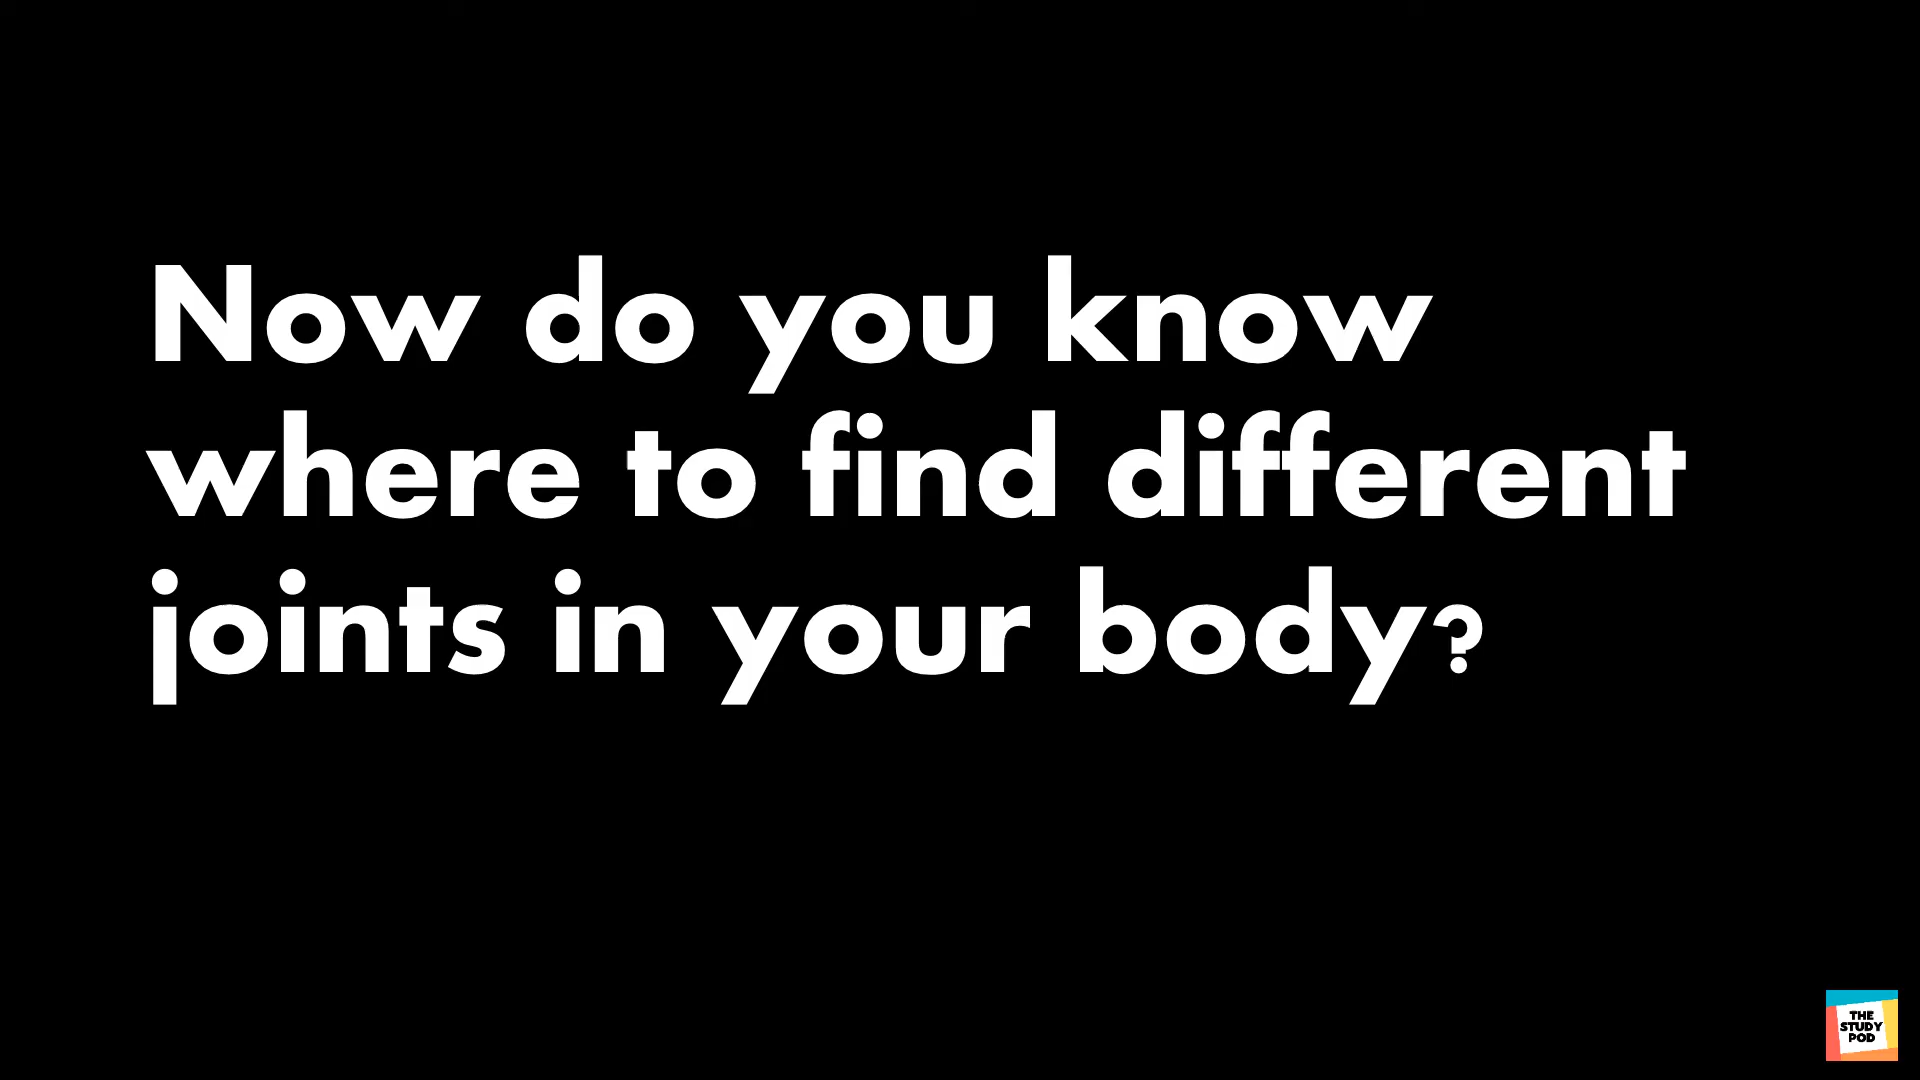 Now do you know
where to find different
joints in your body?
THE
STUDY
POD